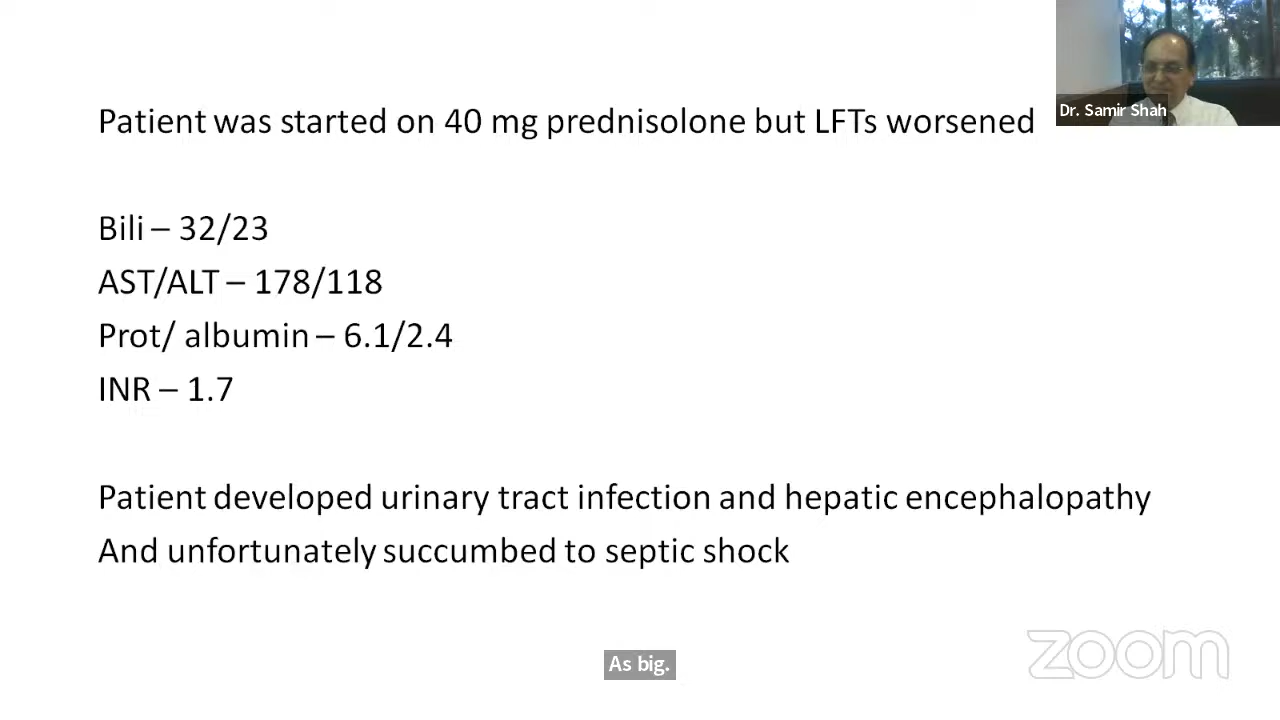 Patient was started on 40 mg prednisolone but LFTs worsened
Dr. Samir Shah
Bili – 32/23
AST/ALT – 178/118
Prot/ albumin – 6.1/2.4
INR – 1.7
Patient developed urinary tract infection and hepatic encephalopathy
And unfortunately succumbed to septic shock
As big.
zoom